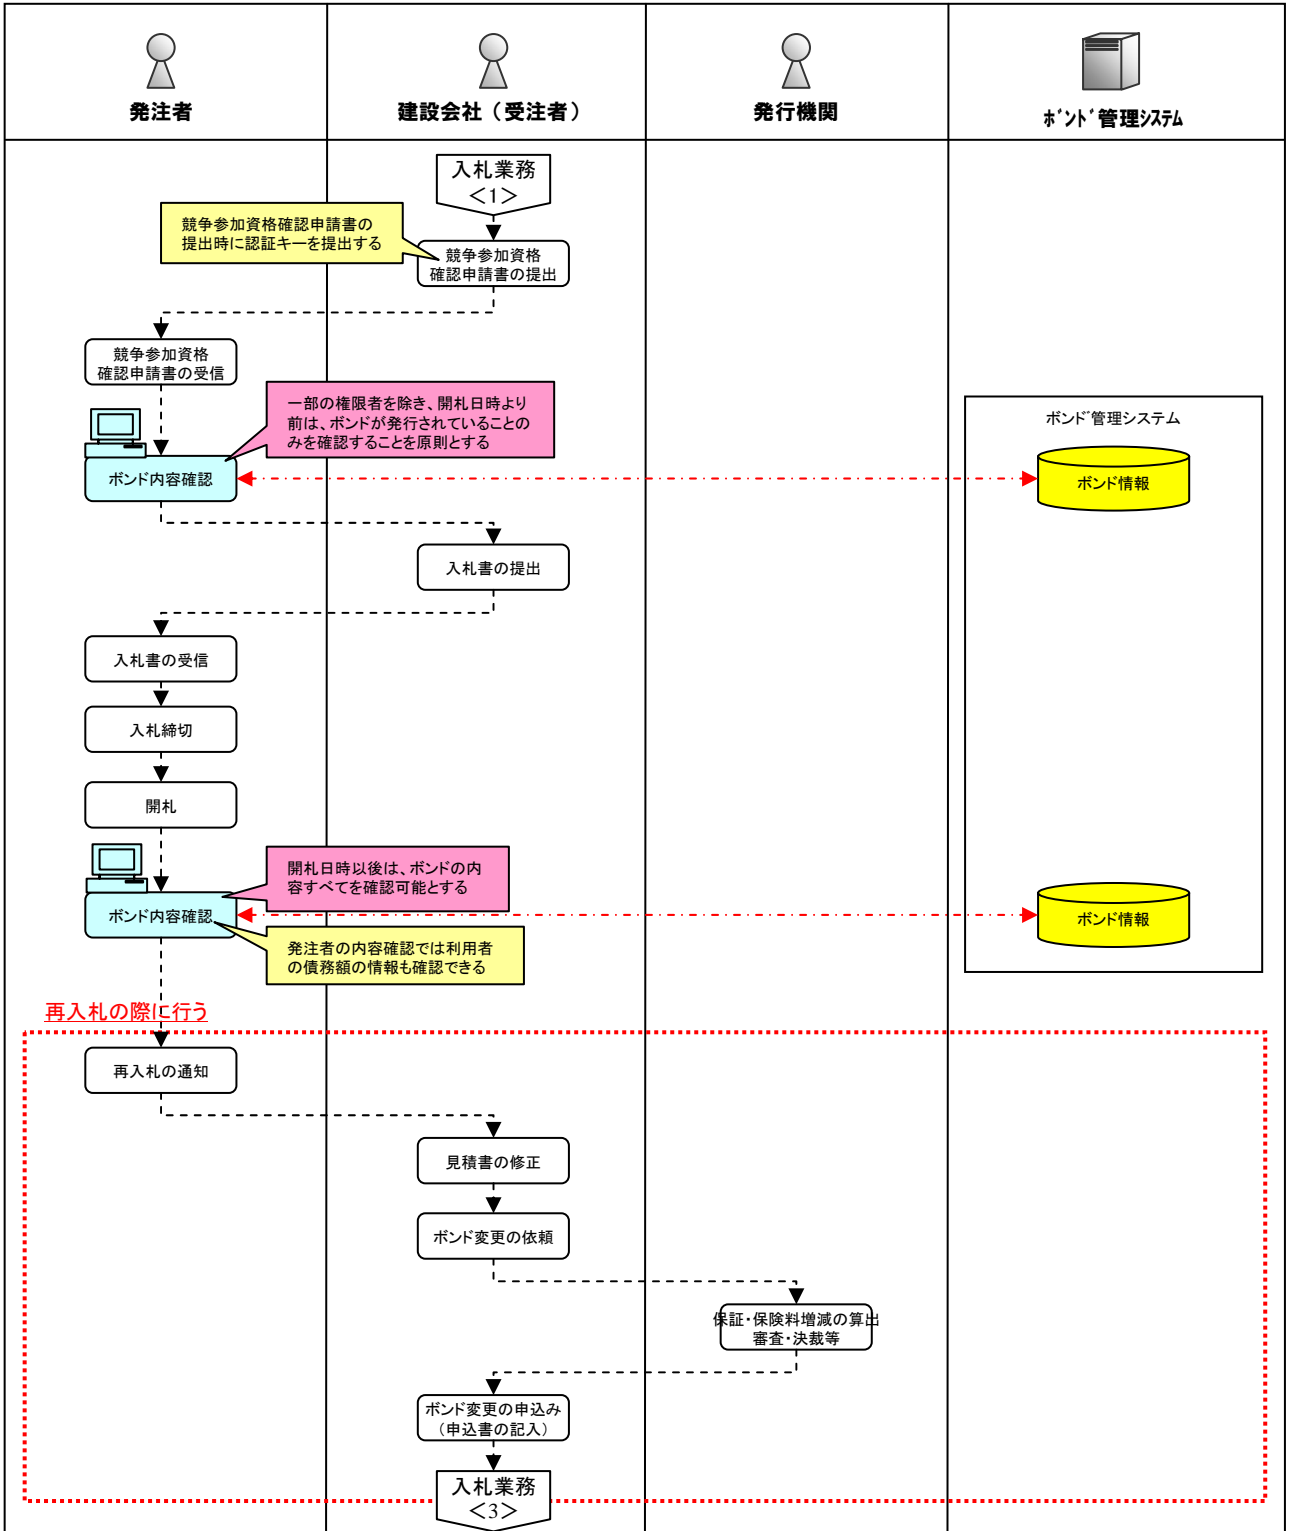 発注者
建設会社（受注者）
発行機関
ﾎﾞﾝﾄﾞ管理ｼｽﾃﾑ
入札業務
＜1＞
競争参加資格確認申請書の
提出時に認証キーを提出する
競争参加資格
確認申請書の提出
競争参加資格
確認申請書の受信
一部の権限者を除き、開札日時より
前は、ボンドが発行されていることの
みを確認することを原則とする
ボンド管理システム
ボンド内容確認
ボンド情報
入札書の提出
入札書の受信
入札締切
開札
開札日時以後は、ボンドの内
容すべてを確認可能とする
ボンド内容確認
ボンド情報
発注者の内容確認では利用者
の債務額の情報も確認できる
再入札の際に行う
再入札の通知
見積書の修正
ボンド変更の依頼
保証・保険料増減の算出
審査・決裁等
ボンド変更の申込み
（申込書の記入）
入札業務
＜3＞